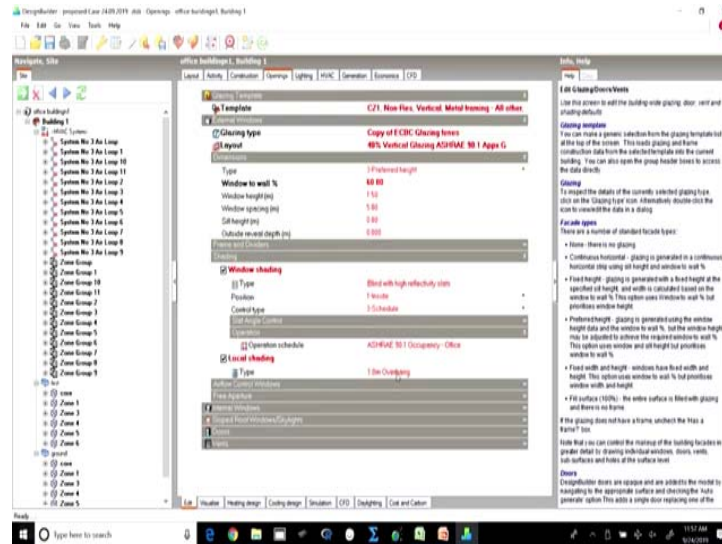 DesignBuilder - proposed Case 24.09.2019 .dsb - Openings - office buildings1, Building 1
File Edit Go View Tools Help
Navigate, Site
Site
office buildings1
Building 1
HVAC Systems
System No 3 Air Loop
System No 3 Air Loop 1
System No 3 Air Loop 10
System No 3 Air Loop 11
System No 3 Air Loop 2
System No 3 Air Loop 3
System No 3 Air Loop 4
System No 3 Air Loop 5
System No 3 Air Loop 6
System No 3 Air Loop 7
System No 3 Air Loop 8
System No 3 Air Loop 9
Zone Group
Zone Group 1
Zone Group 10
Zone Group 11
Zone Group 2
Zone Group 3
Zone Group 4
Zone Group 5
Zone Group 6
Zone Group 7
Zone Group 8
Zone Group 9
core
Zone 1
Zone 3
Zone 4
Zone 5
Zone 6
ground
core
Zone 1
Zone 3
Zone 4
Zone 5
office buildings1, Building 1
Layout Activity Construction Openings Lighting HVAC Generation Economics CFD
Glazing Template
Template CZ1. Non Res, Vertical, Metal framing - All other
External Windows
Glazing type Copy of ECBC Glazing fenes
Layout 40% Vertical Glazing ASHRAE 90.1 Appx G
Dimensions
Type 3-Preferred height
Window to wall % 60.00
Window height (m) 1.50
Window spacing (m) 5.00
Sill height (m) 0.80
Outside reveal depth (m) 0.000
Frame and Dividers
Shading
Window shading
Type Blind with high reflectivity slats
Position 1-Inside
Control type 3-Schedule
Slat Angle Control
Operation
Operation schedule ASHRAE 90.1 Occupancy - Office
Local shading
Type 1.0m Overhang
Airflow Control Windows
Free Aperture
Internal Windows
Sloped Roof Windows/Skylights
Doors
Vents
Edit Visualise Heating design Cooling design Simulation CFD Daylighting Cost and Carbon
Info, Help
Help
Edit Glazing/Doors/Vents
Use this screen to edit the building-wide glazing, door, vent and
shading defaults
Glazing template
You can make a generic selection from the glazing template list
at the top of the screen. This loads glazing and frame
construction data from the selected template into the current
building. You can also open the group header boxes to access
the data directly.
Glazing
To inspect the details of the currently selected glazing type,
click on the 'Glazing type' icon. Alternatively double-click the
icon to view/edit the data in a dialog.
Facade types
There are a number of standard facade types:
• None - there is no glazing
• Continuous horizontal - glazing is generated in a continuous
horizontal strip using sill height and window to wall %
• Fixed height - glazing is generated with a fixed height at the
specified sill height, and width is calculated based on the
window to wall %. This option uses Window to wall % but
prioritises window height.
• Preferred height - glazing is generated using the window
height data and the window to wall %, but the window height
may be adjusted to achieve the required window to wall %.
This option uses window and sill height but prioritises
window to wall %
• Fixed width and height - windows have fixed width and
height. This option uses window to wall % but prioritises
window width and height.
• Fill surface (100%) - the entire surface is filled with glazing
and there is no frame.
If the glazing does not have a frame, uncheck the 'Has a
frame?' box.
Note that you can control the makeup of the building facades in
greater detail by drawing individual windows, doors, vents,
sub-surfaces and holes at the surface level.
Doors
DesignBuilder doors are opaque and are added to the model by
navigating to the appropriate surface and checking the Auto
generate option. This adds a single door replacing one of the
Ready
Type here to search
11:57 AM
9/24/2019